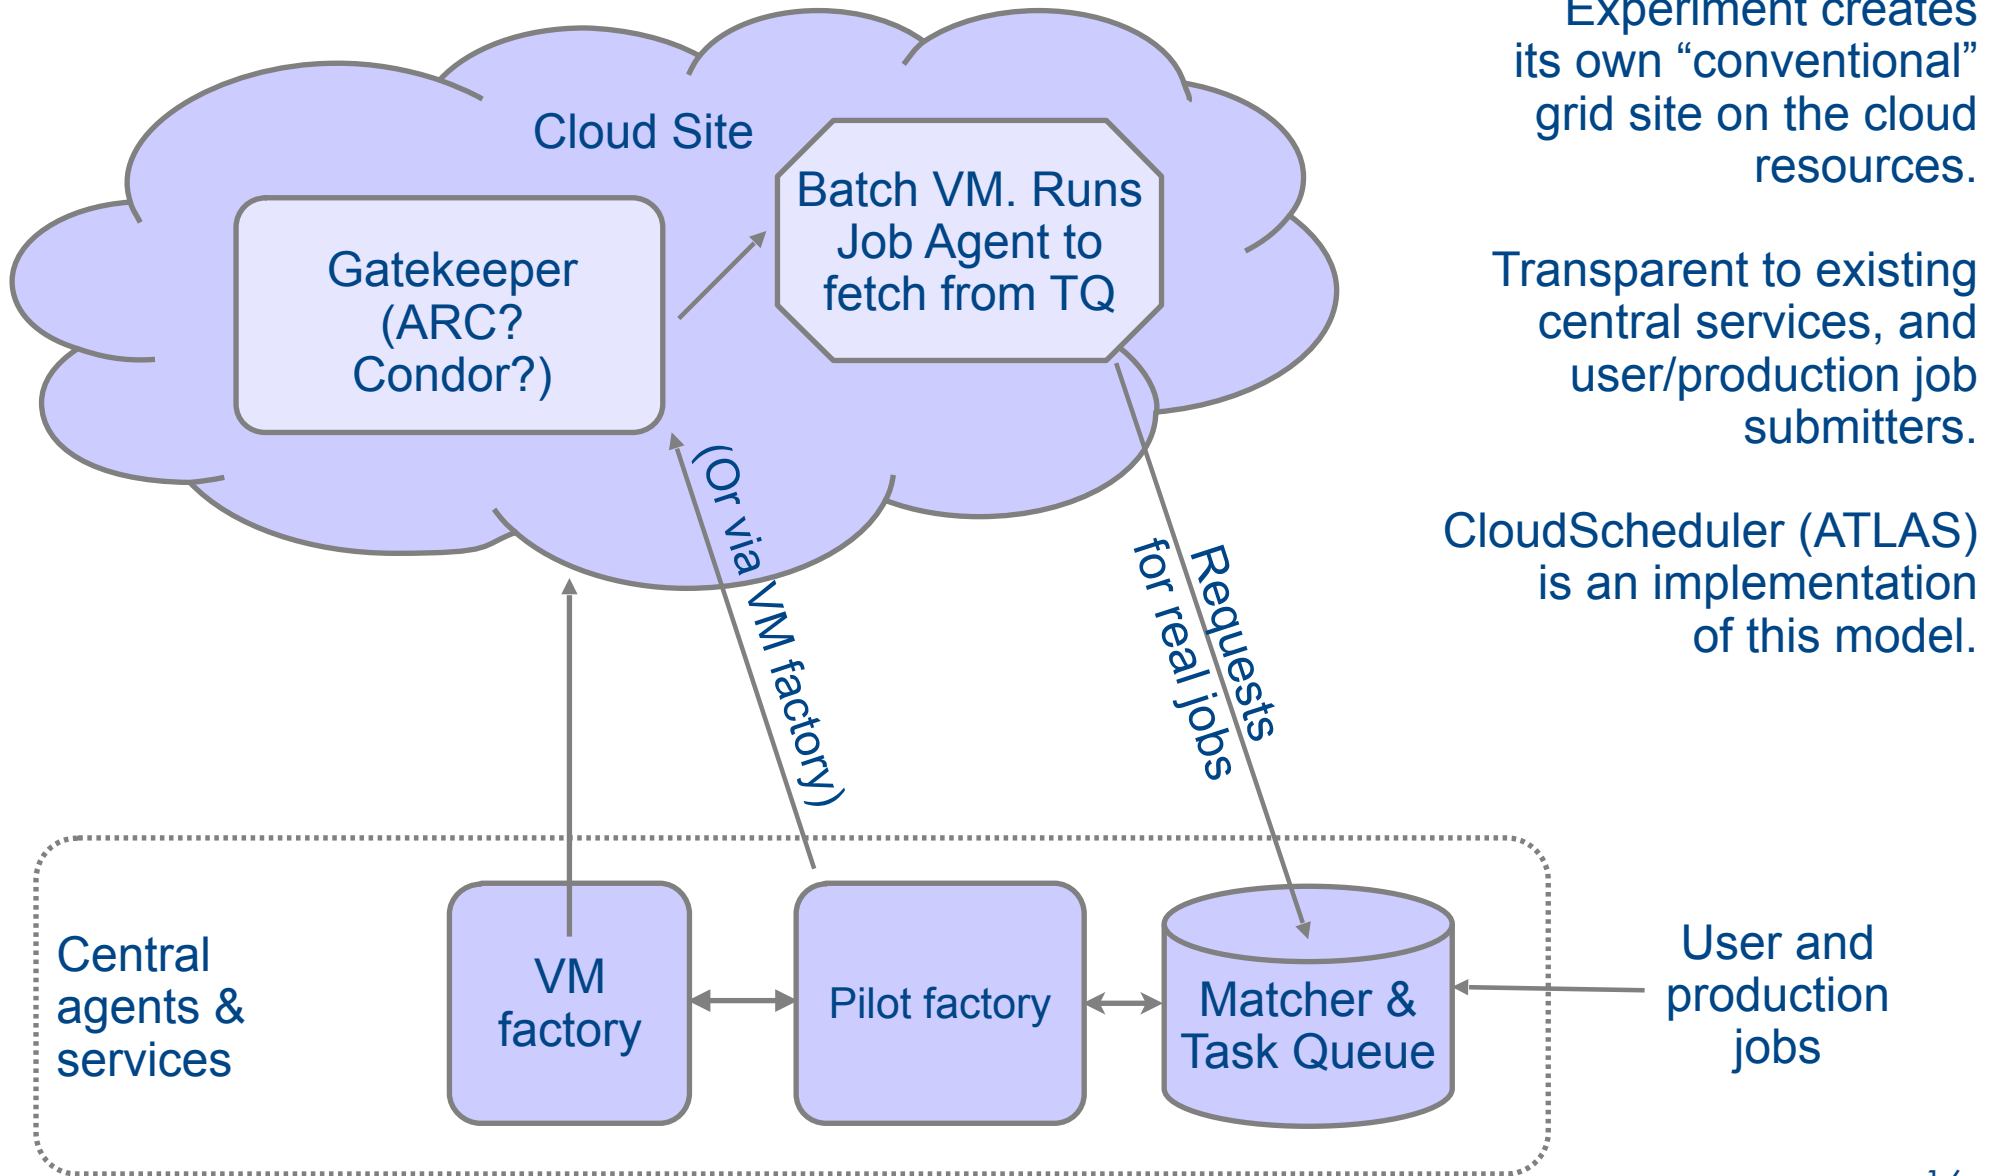 Experiment creates
its own “conventional”
grid site on the cloud
resources.
Transparent to existing
central services, and
user/production job
submitters.
CloudScheduler (ATLAS)
is an implementation
of this model.
Cloud Site
Gatekeeper
(ARC?
Condor?)
Batch VM. Runs
Job Agent to
fetch from TQ
(Or via VM factory)
Requests
for real jobs
Central
agents &
services
VM
factory
Pilot factory
Matcher &
Task Queue
User and
production
jobs